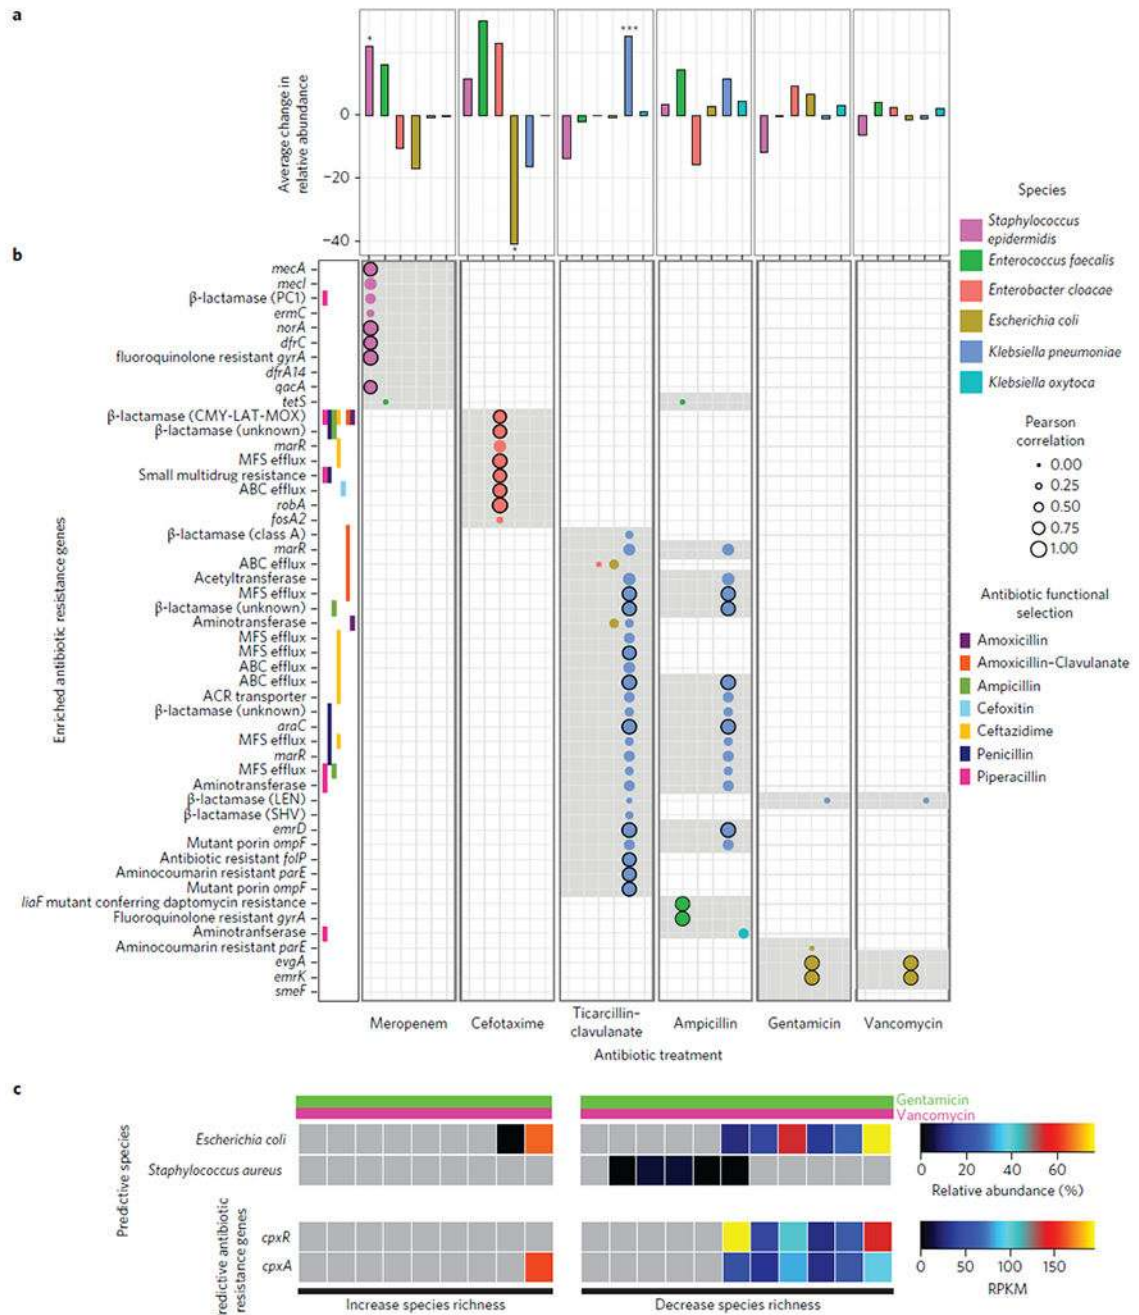 a
Average change in
relative abundance
0
−20
−40
*
***
*
Species
Staphylococcus
epidermidis
Enterococcus faecalis
Enterobacter cloacae
Escherichia coli
Klebsiella pneumoniae
Klebsiella oxytoca
Pearson
correlation
0.00
0.25
0.50
0.75
1.00
Antibiotic functional
selection
Amoxicillin
Amoxicillin–Clavulanate
Ampicillin
Cefoxitin
Ceftazidime
Penicillin
Piperacillin
b
Enriched antibiotic resistance genes
mecA
mecI
β-lactamase (PC1)
ermC
norA
dfrC
fluoroquinolone resistant gyrA
dfrA14
qacA
tetS
β-lactamase (CMY-LAT-MOX)
β-lactamase (unknown)
marR
MFS efflux
Small multidrug resistance
ABC efflux
robA
fosA2
β-lactamase (class A)
marR
ABC efflux
Acetyltransferase
MFS efflux
β-lactamase (unknown)
Aminotransferase
MFS efflux
MFS efflux
ABC efflux
ABC efflux
ACR transporter
β-lactamase (unknown)
araC
MFS efflux
marR
MFS efflux
Aminotransferase
β-lactamase (LEN)
β-lactamase (SHV)
emrD
Mutant porin ompF
Antibiotic resistant folP
Aminocoumarin resistant parE
Mutant porin ompF
liaF mutant conferring daptomycin resistance
Fluoroquinolone resistant gyrA
Aminotranfserase
Aminocoumarin resistant parE
evgA
emrK
smeF
Meropenem
Cefotaxime
Ticarcillin-
clavulanate
Ampicillin
Gentamicin
Vancomycin
Antibiotic treatment
c
Gentamicin
Vancomycin
Predictive species
Escherichia coli
Staphylococcus aureus
0 20 40 60
Relative abundance (%)
redictive antibiotic
resistance genes
cpxR
cpxA
0 50 100 150
RPKM
Increase species richness
Decrease species richness